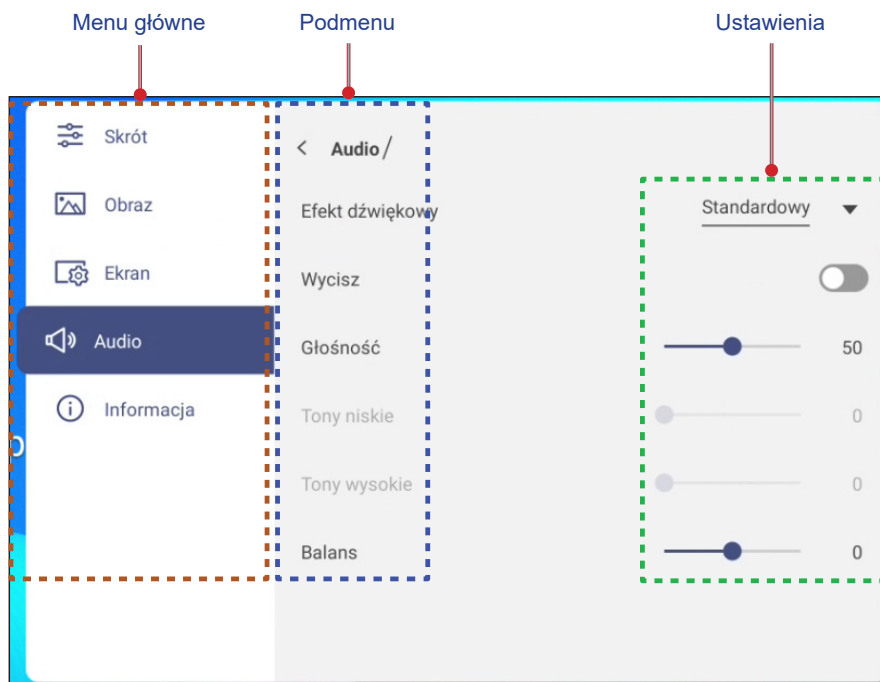 Menu główne
Podmenu
Ustawienia
Skrót
Obraz
Ekran
Audio
Informacja
< Audio/
Efekt dźwiękowy
Standardowy
Wycisz
Głośność
50
Tony niskie
0
Tony wysokie
0
Balans
0